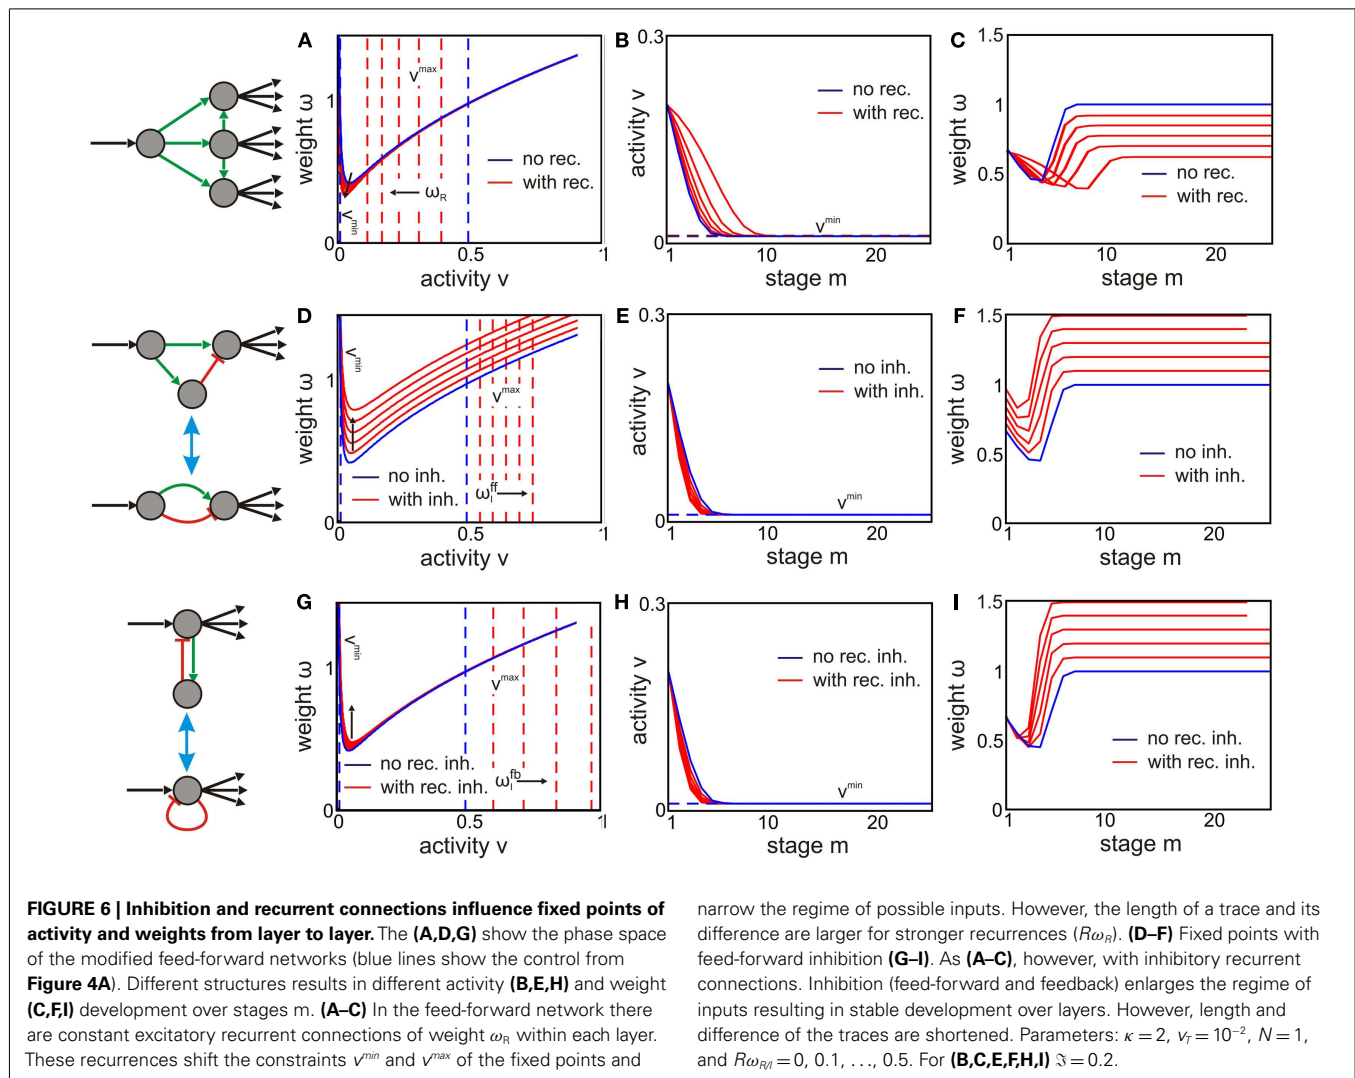 A
weight ω
1
0
v^max
no rec.
with rec.
ω_R
v^min
0
0.5
1
activity v
B
0.3
activity v
0
no rec.
with rec.
v^min
1
10
20
stage m
C
1.5
weight ω
1
0.5
0
no rec.
with rec.
1
10
20
stage m
D
weight ω
1
0
v^min
v^max
no inh.
with inh.
ω_I^ff
0
0.5
1
activity v
E
0.3
activity v
0
no inh.
with inh.
v^min
1
10
20
stage m
F
1.5
weight ω
1
0.5
0
no inh.
with inh.
1
10
20
stage m
G
weight ω
1
0
v^min
v^max
no rec. inh.
with rec. inh.
ω_I^fb
0
0.5
1
activity v
H
0.3
activity v
0
no rec. inh.
with rec. inh.
v^min
1
10
20
stage m
I
1.5
weight ω
1
0.5
0
no rec. inh.
with rec. inh.
1
10
20
stage m
FIGURE 6 | Inhibition and recurrent connections influence fixed points of
activity and weights from layer to layer. The (A,D,G) show the phase space
of the modified feed-forward networks (blue lines show the control from
Figure 4A). Different structures results in different activity (B,E,H) and weight
(C,F,I) development over stages m. (A–C) In the feed-forward network there
are constant excitatory recurrent connections of weight ω_R within each layer.
These recurrences shift the constraints v^min and v^max of the fixed points and
narrow the regime of possible inputs. However, the length of a trace and its
difference are larger for stronger recurrences (Rω_R). (D–F) Fixed points with
feed-forward inhibition (G–I). As (A–C), however, with inhibitory recurrent
connections. Inhibition (feed-forward and feedback) enlarges the regime of
inputs resulting in stable development over layers. However, length and
difference of the traces are shortened. Parameters: κ = 2, v_T = 10^−2, N = 1,
and Rω_R/I = 0, 0.1, ..., 0.5. For (B,C,E,F,H,I) ℑ = 0.2.